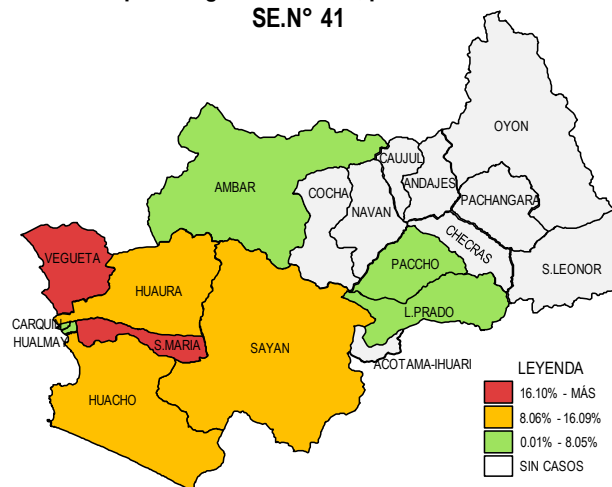 SE.N° 41
OYON
CAUJUL
ANDAJES
AMBAR
COCHA
NAVAN
PACHANGARA
CHECRAS
VEGUETA
PACCHO
S.LEONOR
HUAURA
L.PRADO
CARQUIN
HUALMAY
S.MARIA
SAYAN
ACOTAMA-IHUARI
HUACHO
LEYENDA
16.10% - MÁS
8.06% - 16.09%
0.01% - 8.05%
SIN CASOS